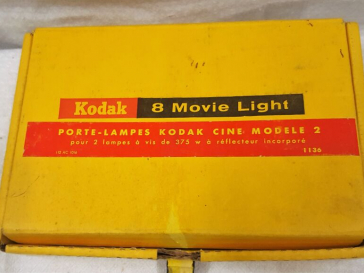 Kodak 8 Movie Light
PORTE-LAMPES KODAK CINE MODELE 2
pour 2 lampes à vis de 375 w à réflecteur incorporé
1136